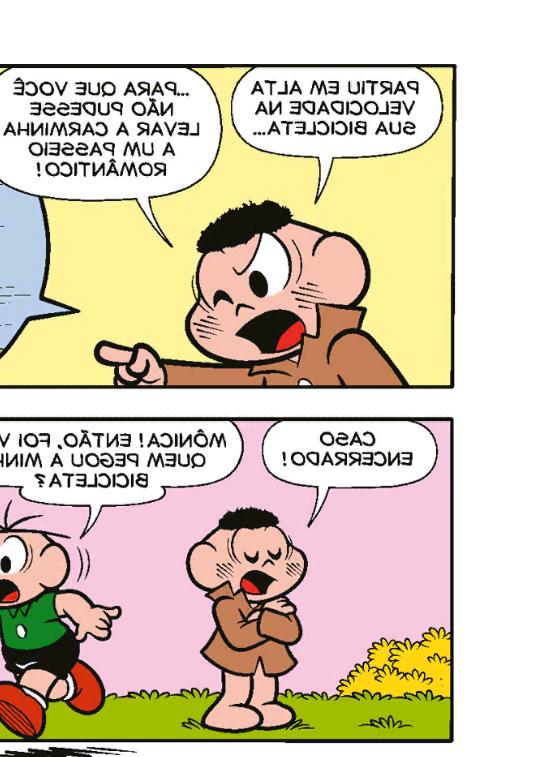 PARTIU EM ALTA
VELOCIDADE NA
SUA BICICLETA...
...PARA QUE VOCÊ
NÃO PUDESSE
LEVAR A CARMINHA
A UM PASSEIO
ROMÂNTICO!
CASO
ENCERRADO!
MÔNICA! ENTÃO, FOI V
QUEM PEGOU A MINH
BICICLETA?